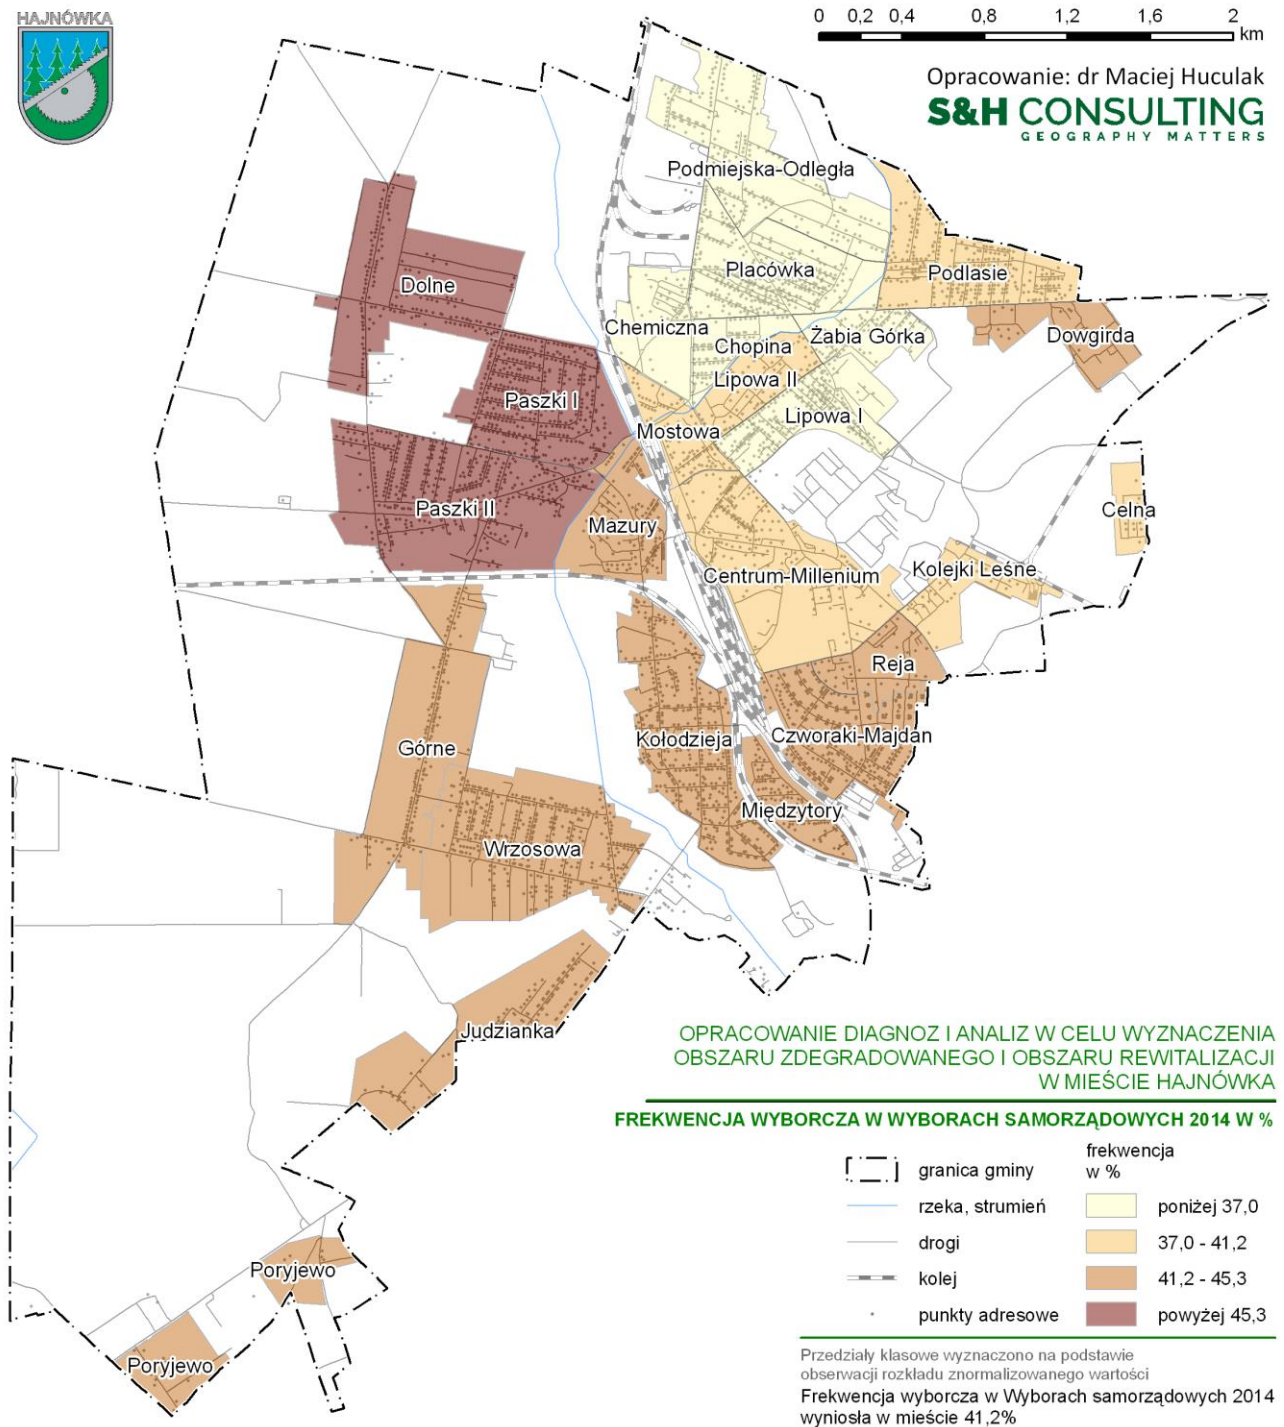 HAJNÓWKA
0 0,2 0,4 0,8 1,2 1,6 2
km
Opracowanie: dr Maciej Huculak
S&H CONSULTING
GEOGRAPHY MATTERS
Podmiejska-Odległa
Placówka
Podlasie
Dolne
Chemiczna
Chopina
Żabia Górka
Dowgirda
Lipowa II
Paszki I
Lipowa I
Mostowa
Paszki II
Mazury
Celna
Centrum-Millenium
Kolejki Leśne
Reja
Górne
Kołodzieja
Czworaki-Majdan
Międzytory
Wrzosowa
Judzianka
Poryjewo
Poryjewo
OPRACOWANIE DIAGNOZ I ANALIZ W CELU WYZNACZENIA
OBSZARU ZDEGRADOWANEGO I OBSZARU REWITALIZACJI
W MIEŚCIE HAJNÓWKA
FREKWENCJA WYBORCZA W WYBORACH SAMORZĄDOWYCH 2014 W %
granica gminy
rzeka, strumień
drogi
kolej
punkty adresowe
frekwencja
w %
poniżej 37,0
37,0 - 41,2
41,2 - 45,3
powyżej 45,3
Przedziały klasowe wyznaczono na podstawie
obserwacji rozkładu znormalizowanego wartości
Frekwencja wyborcza w Wyborach samorządowych 2014
wyniosła w mieście 41,2%